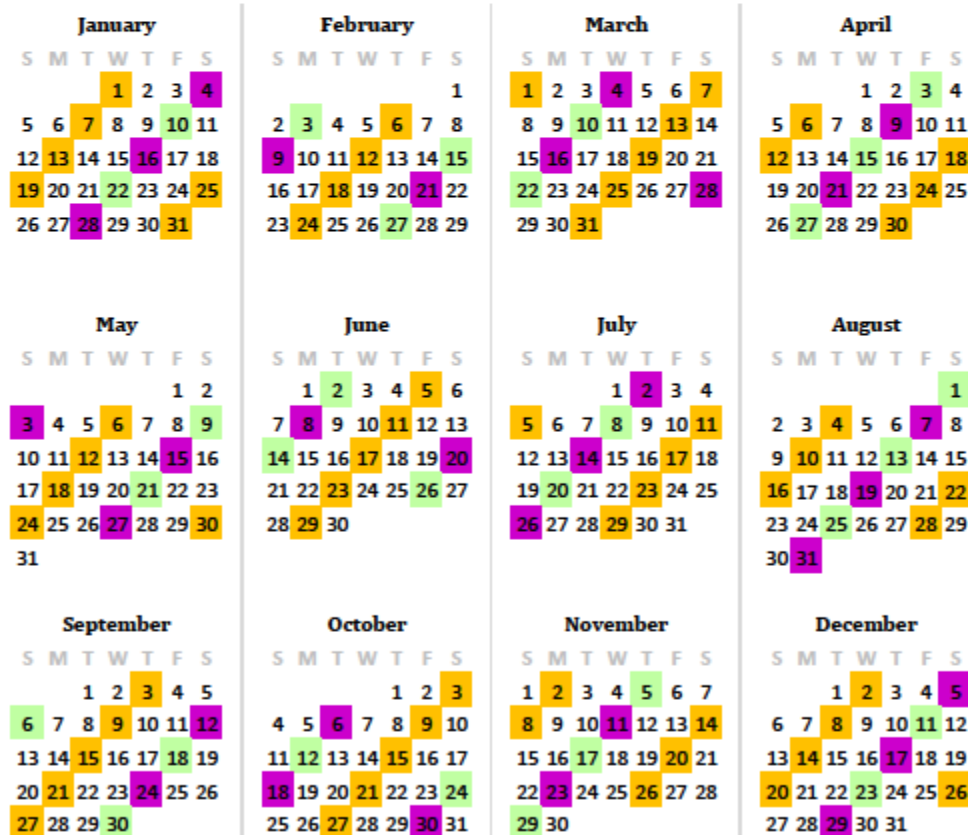 January February March April
S M T W T F S S M T W T F S S M T W T F S S M T W T F S
1 2 3 4 1 1 2 3 4 5 6 7 1 2 3 4
5 6 7 8 9 10 11 2 3 4 5 6 7 8 8 9 10 11 12 13 14 5 6 7 8 9 10 11
12 13 14 15 16 17 18 9 10 11 12 13 14 15 15 16 17 18 19 20 21 12 13 14 15 16 17 18
19 20 21 22 23 24 25 16 17 18 19 20 21 22 22 23 24 25 26 27 28 19 20 21 22 23 24 25
26 27 28 29 30 31 23 24 25 26 27 28 29 29 30 31 26 27 28 29 30
May June July August
S M T W T F S S M T W T F S S M T W T F S S M T W T F S
1 2 1 2 3 4 5 6 1 2 3 4 1
3 4 5 6 7 8 9 7 8 9 10 11 12 13 5 6 7 8 9 10 11 2 3 4 5 6 7 8
10 11 12 13 14 15 16 14 15 16 17 18 19 20 12 13 14 15 16 17 18 9 10 11 12 13 14 15
17 18 19 20 21 22 23 21 22 23 24 25 26 27 19 20 21 22 23 24 25 16 17 18 19 20 21 22
24 25 26 27 28 29 30 28 29 30 26 27 28 29 30 31 23 24 25 26 27 28 29
31 30 31
September October November December
S M T W T F S S M T W T F S S M T W T F S S M T W T F S
1 2 3 4 5 1 2 3 1 2 3 4 5 6 7 1 2 3 4 5
6 7 8 9 10 11 12 4 5 6 7 8 9 10 8 9 10 11 12 13 14 6 7 8 9 10 11 12
13 14 15 16 17 18 19 11 12 13 14 15 16 17 15 16 17 18 19 20 21 13 14 15 16 17 18 19
20 21 22 23 24 25 26 18 19 20 21 22 23 24 22 23 24 25 26 27 28 20 21 22 23 24 25 26
27 28 29 30 25 26 27 28 29 30 31 29 30 27 28 29 30 31